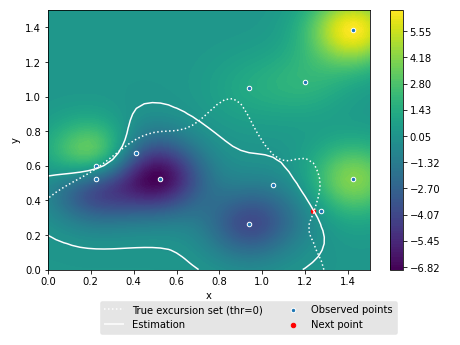 1.4
1.2
1.0
0.8
0.6
0.4
0.2
0.0
y
0.0 0.2 0.4 0.6 0.8 1.0 1.2 1.4
x
5.55
4.18
2.80
1.43
0.05
−1.32
−2.70
−4.07
−5.45
−6.82
True excursion set (thr=0)
Estimation
Observed points
Next point